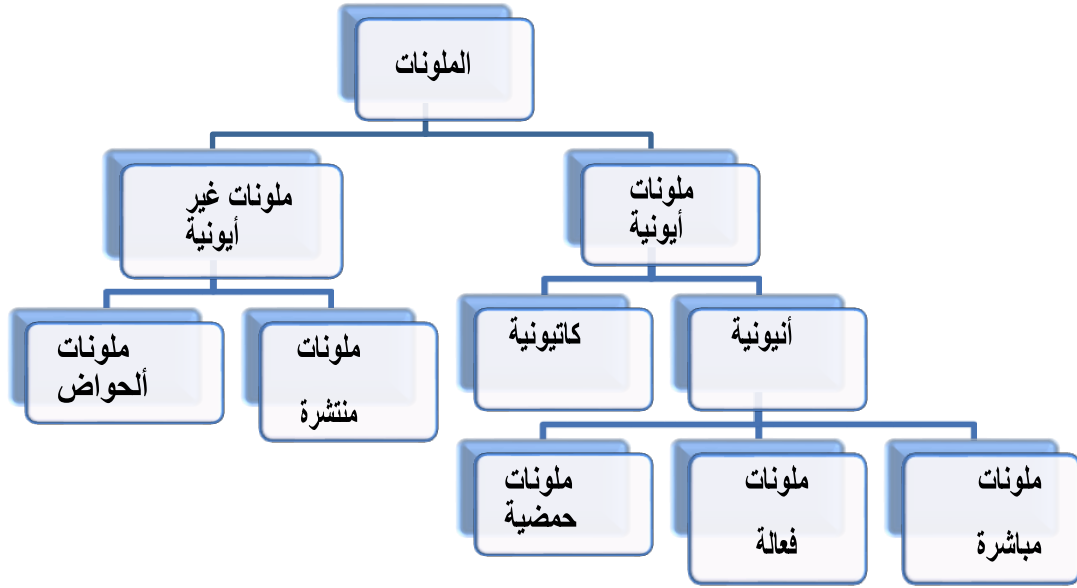 الملونات
ملونات
أيونية
ملونات غير
أيونية
أنيونية
كاتيونية
ملونات
منتشرة
ملونات
ألحواض
ملونات
مباشرة
ملونات
فعالة
ملونات
حمضية